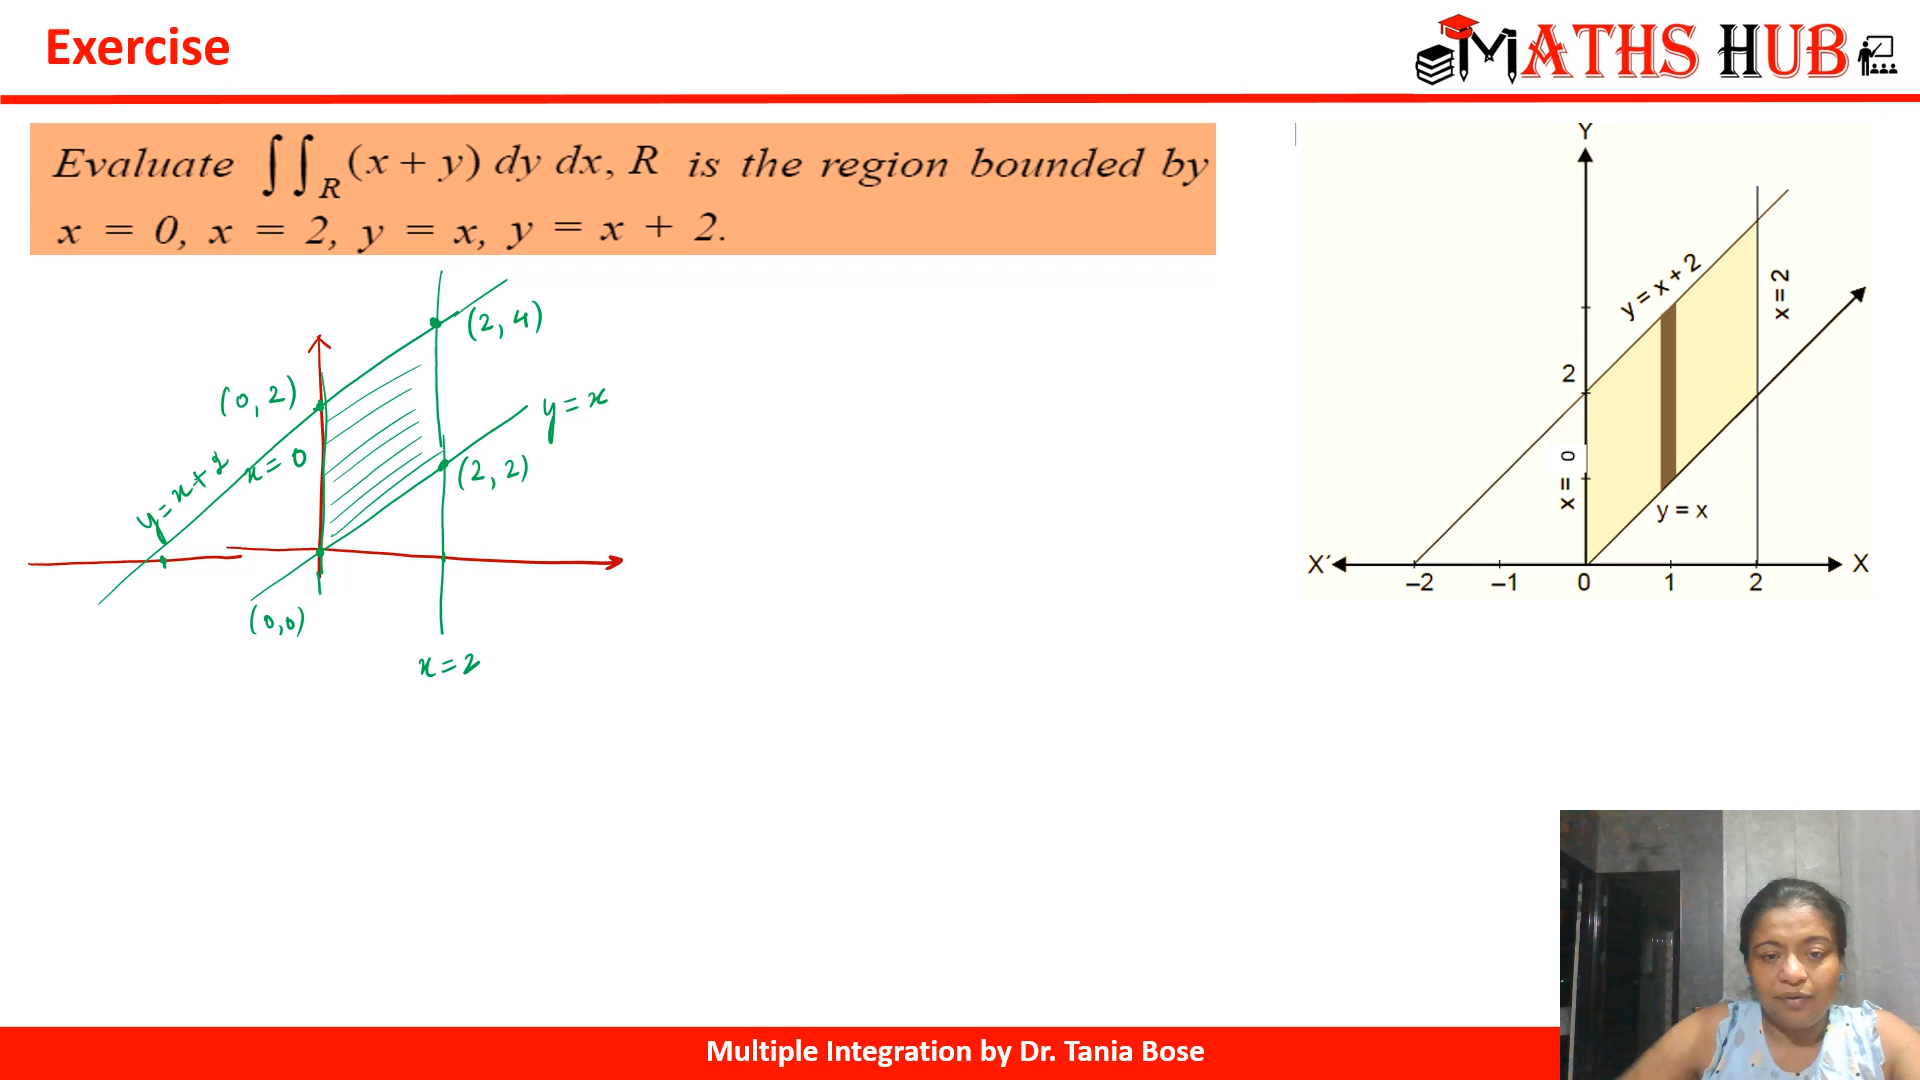 Exercise
MATHS HUB
Evaluate ∫∫_R (x + y) dy dx, R is the region bounded by
x = 0, x = 2, y = x, y = x + 2.
(2, 4)
(0, 2)
y = x
x = 0
y = x + 2
(2, 2)
(0,0)
x = 2
Y
y = x + 2
x = 2
2
x = 0
y = x
X′
X
–2
–1
0
1
2
Multiple Integration by Dr. Tania Bose